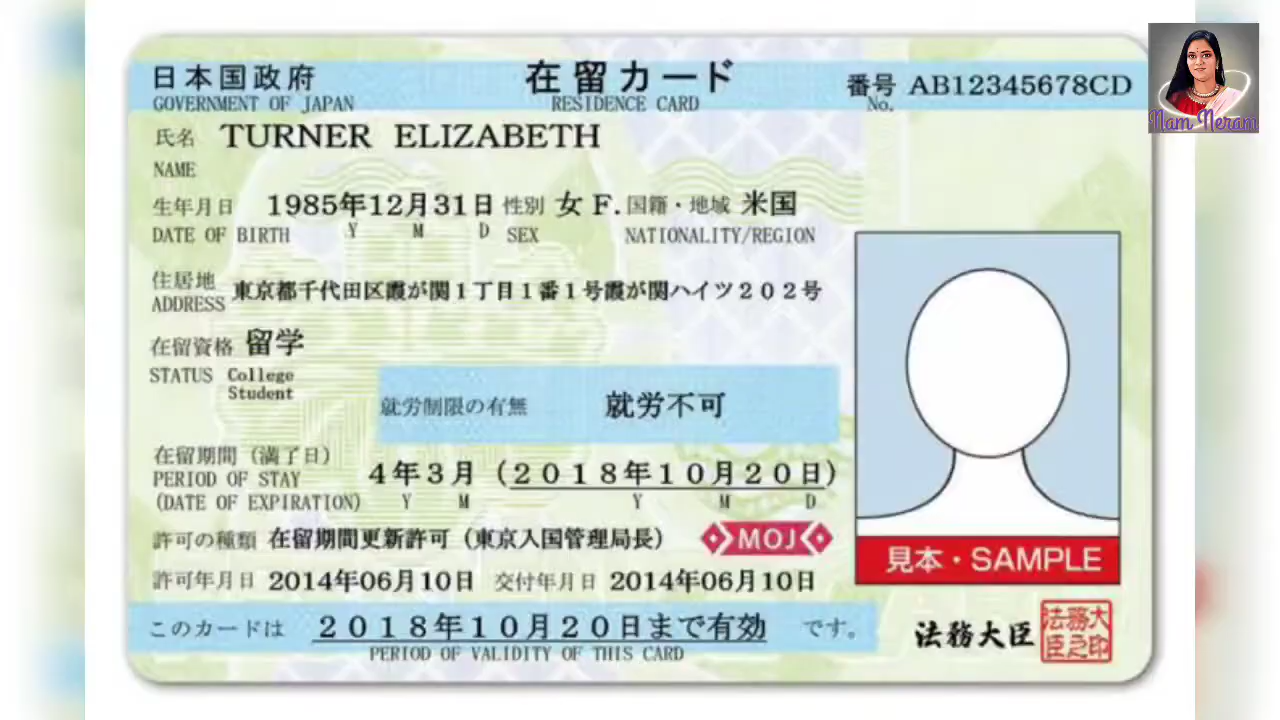 日本国政府 在留カード 番号 AB12345678CD
GOVERNMENT OF JAPAN RESIDENCE CARD No.
Nam Neram
氏名 TURNER ELIZABETH
NAME
生年月日 1985年12月31日 性別 女 F. 国籍・地域 米国
DATE OF BIRTH Y M D SEX NATIONALITY/REGION
住居地 東京都千代田区霞が関1丁目1番1号霞が関ハイツ202号
ADDRESS
在留資格 留学
STATUS College
Student
就労制限の有無 就労不可
在留期間(満了日) 4年3月(2018年10月20日)
PERIOD OF STAY
(DATE OF EXPIRATION) Y M Y M D
許可の種類 在留期間更新許可(東京入国管理局長) MOJ
見本・SAMPLE
許可年月日 2014年06月10日 交付年月日 2014年06月10日
このカードは 2018年10月20日まで有効 です。
PERIOD OF VALIDITY OF THIS CARD
法務大臣 法務大臣之印